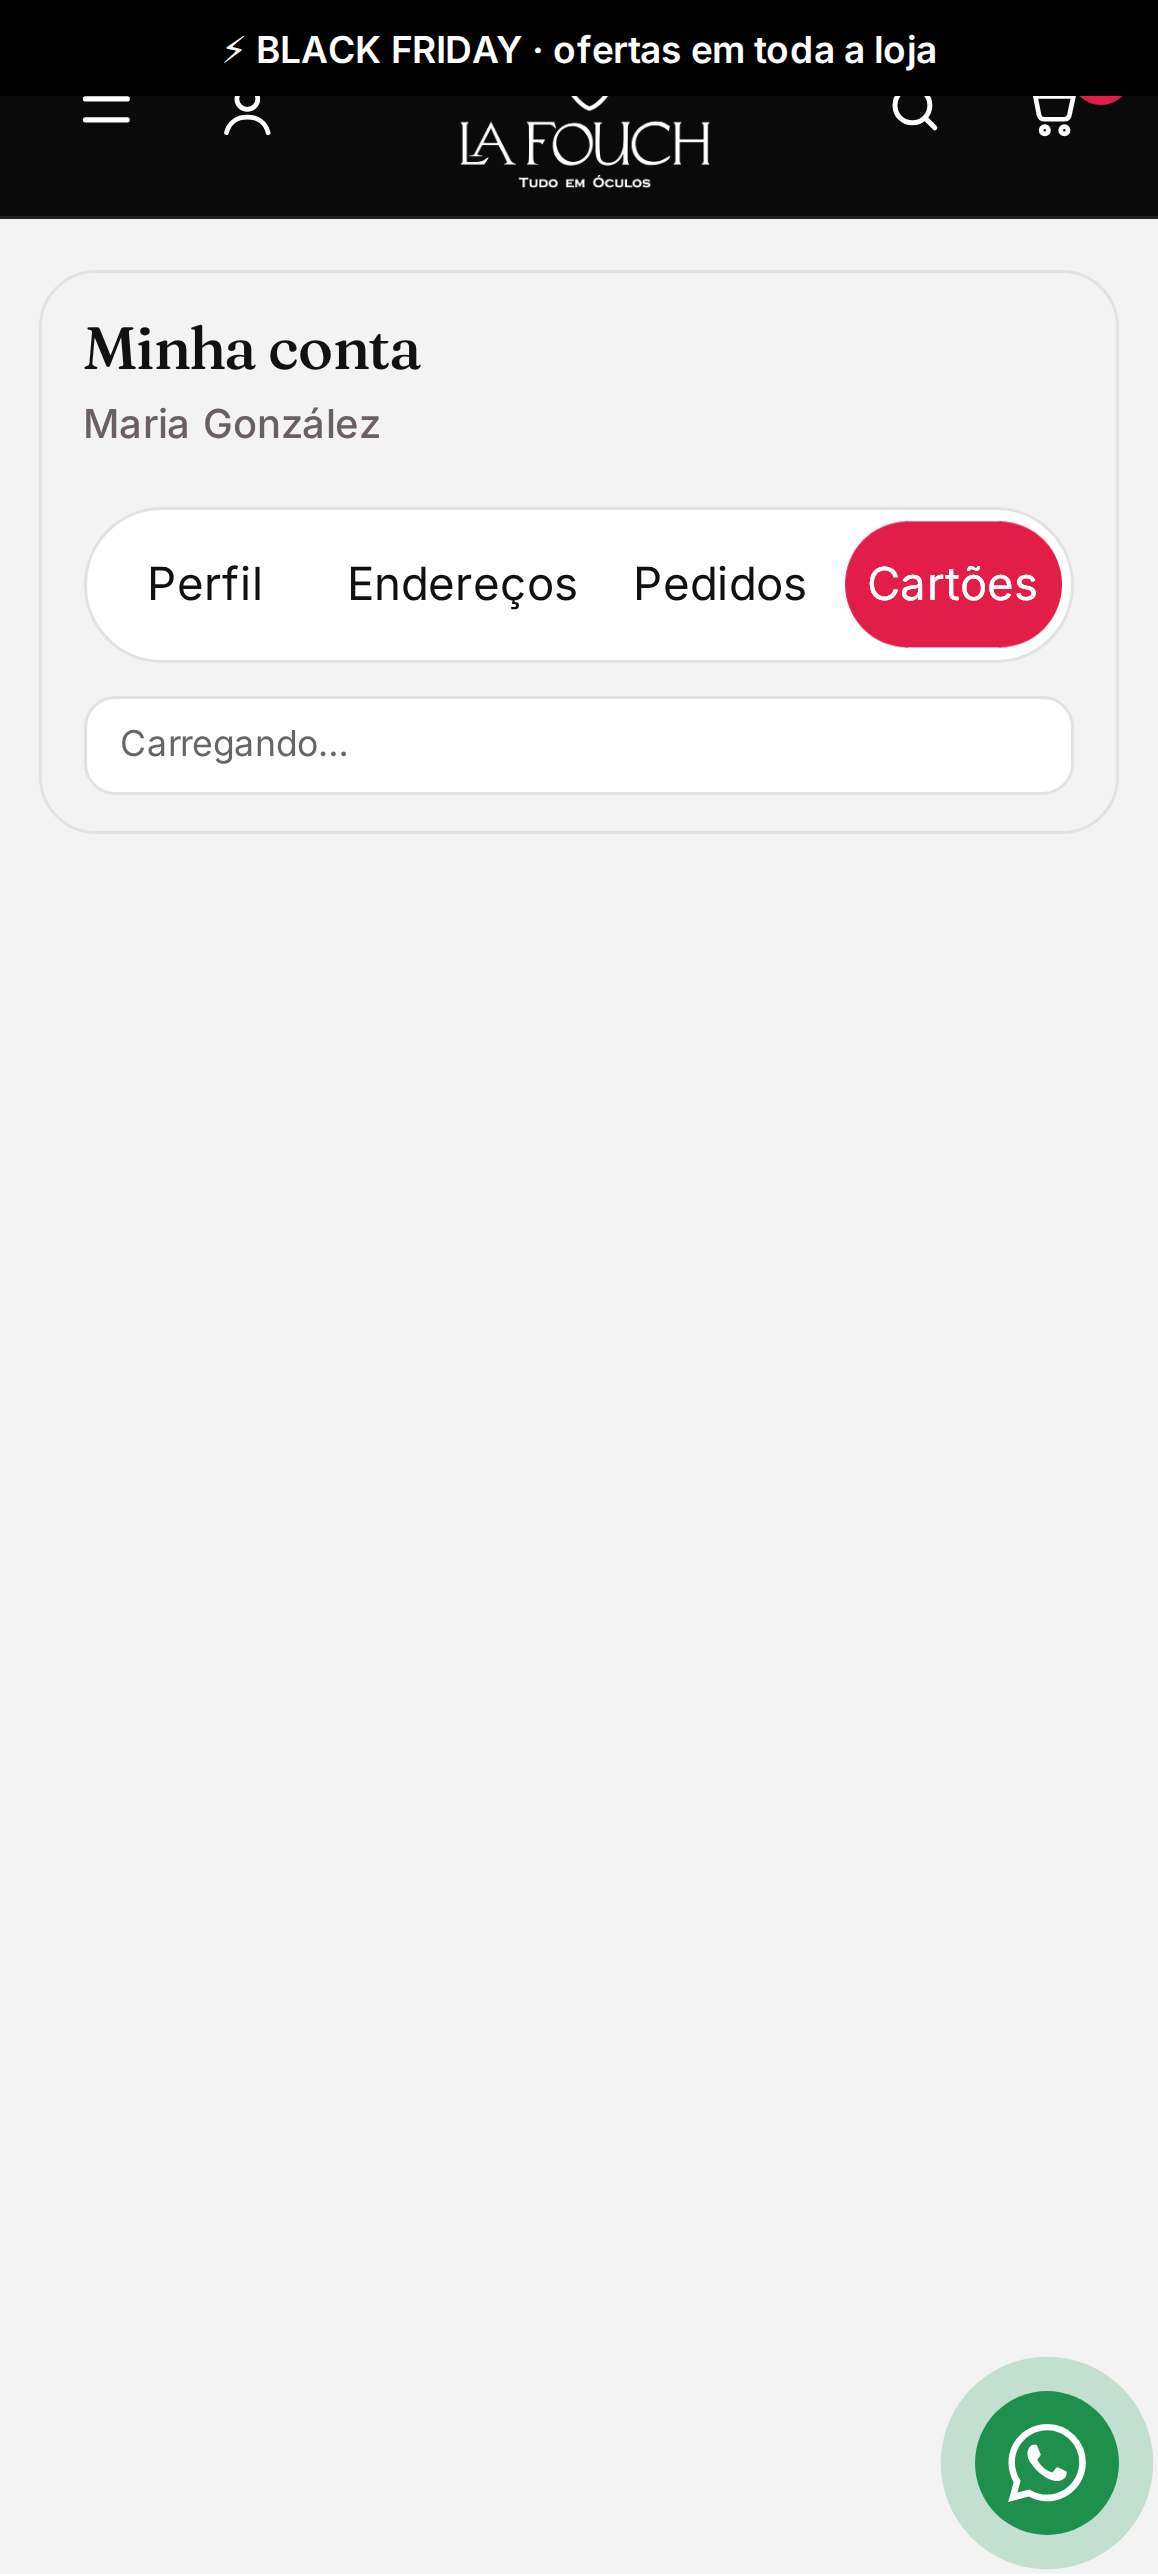 ⚡ BLACK FRIDAY · ofertas em toda a loja
LA FOUCH
TUDO EM ÓCULOS
Minha conta
Maria González
Perfil Endereços Pedidos Cartões
Carregando...